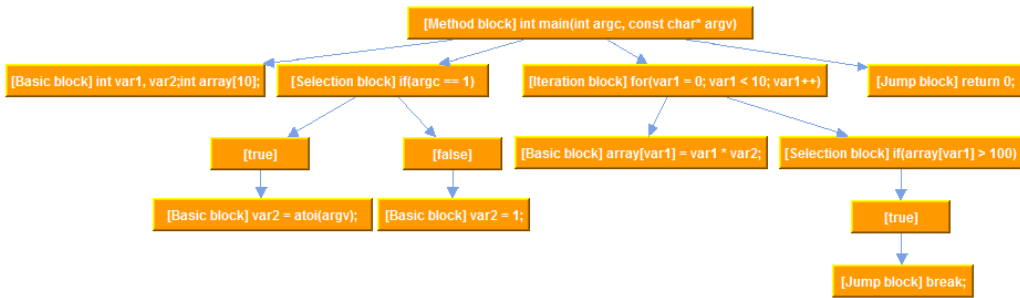 [Method block] int main(int argc, const char* argv)
[Basic block] int var1, var2;int array[10];
[Selection block] if(argc == 1)
[Iteration block] for(var1 = 0; var1 < 10; var1++)
[Jump block] return 0;
[true]
[false]
[Basic block] array[var1] = var1 * var2;
[Selection block] if(array[var1] > 100)
[Basic block] var2 = atoi(argv);
[Basic block] var2 = 1;
[true]
[Jump block] break;